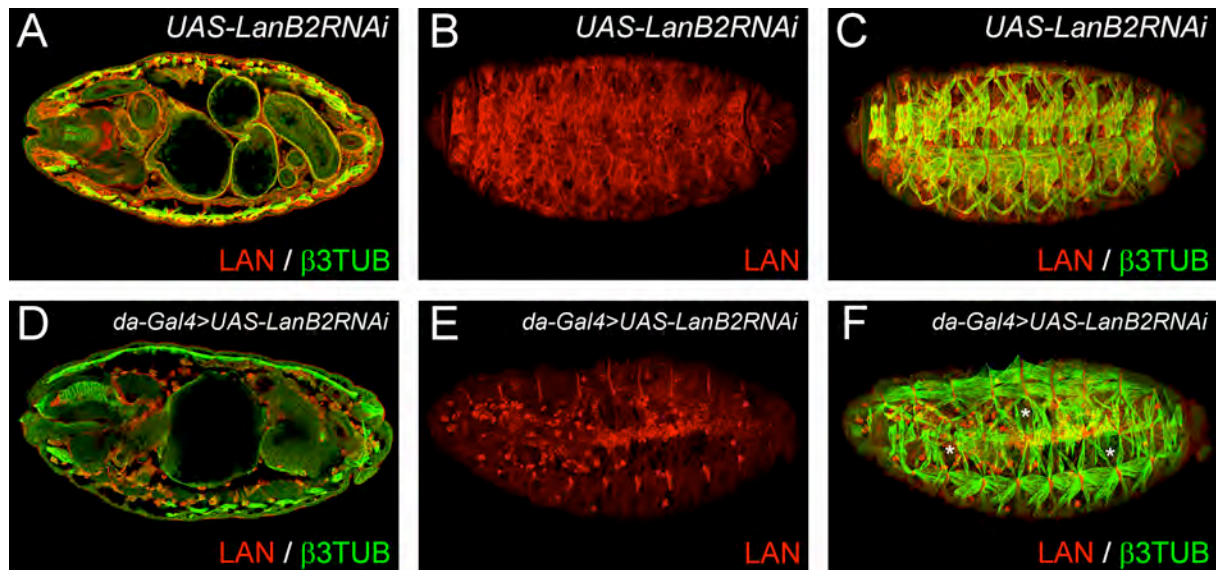 A
UAS-LanB2RNAi
LAN / β3TUB
B
UAS-LanB2RNAi
LAN
C
UAS-LanB2RNAi
LAN / β3TUB
D
da-Gal4>UAS-LanB2RNAi
LAN / β3TUB
E
da-Gal4>UAS-LanB2RNAi
LAN
F
da-Gal4>UAS-LanB2RNAi
*
*
*
LAN / β3TUB